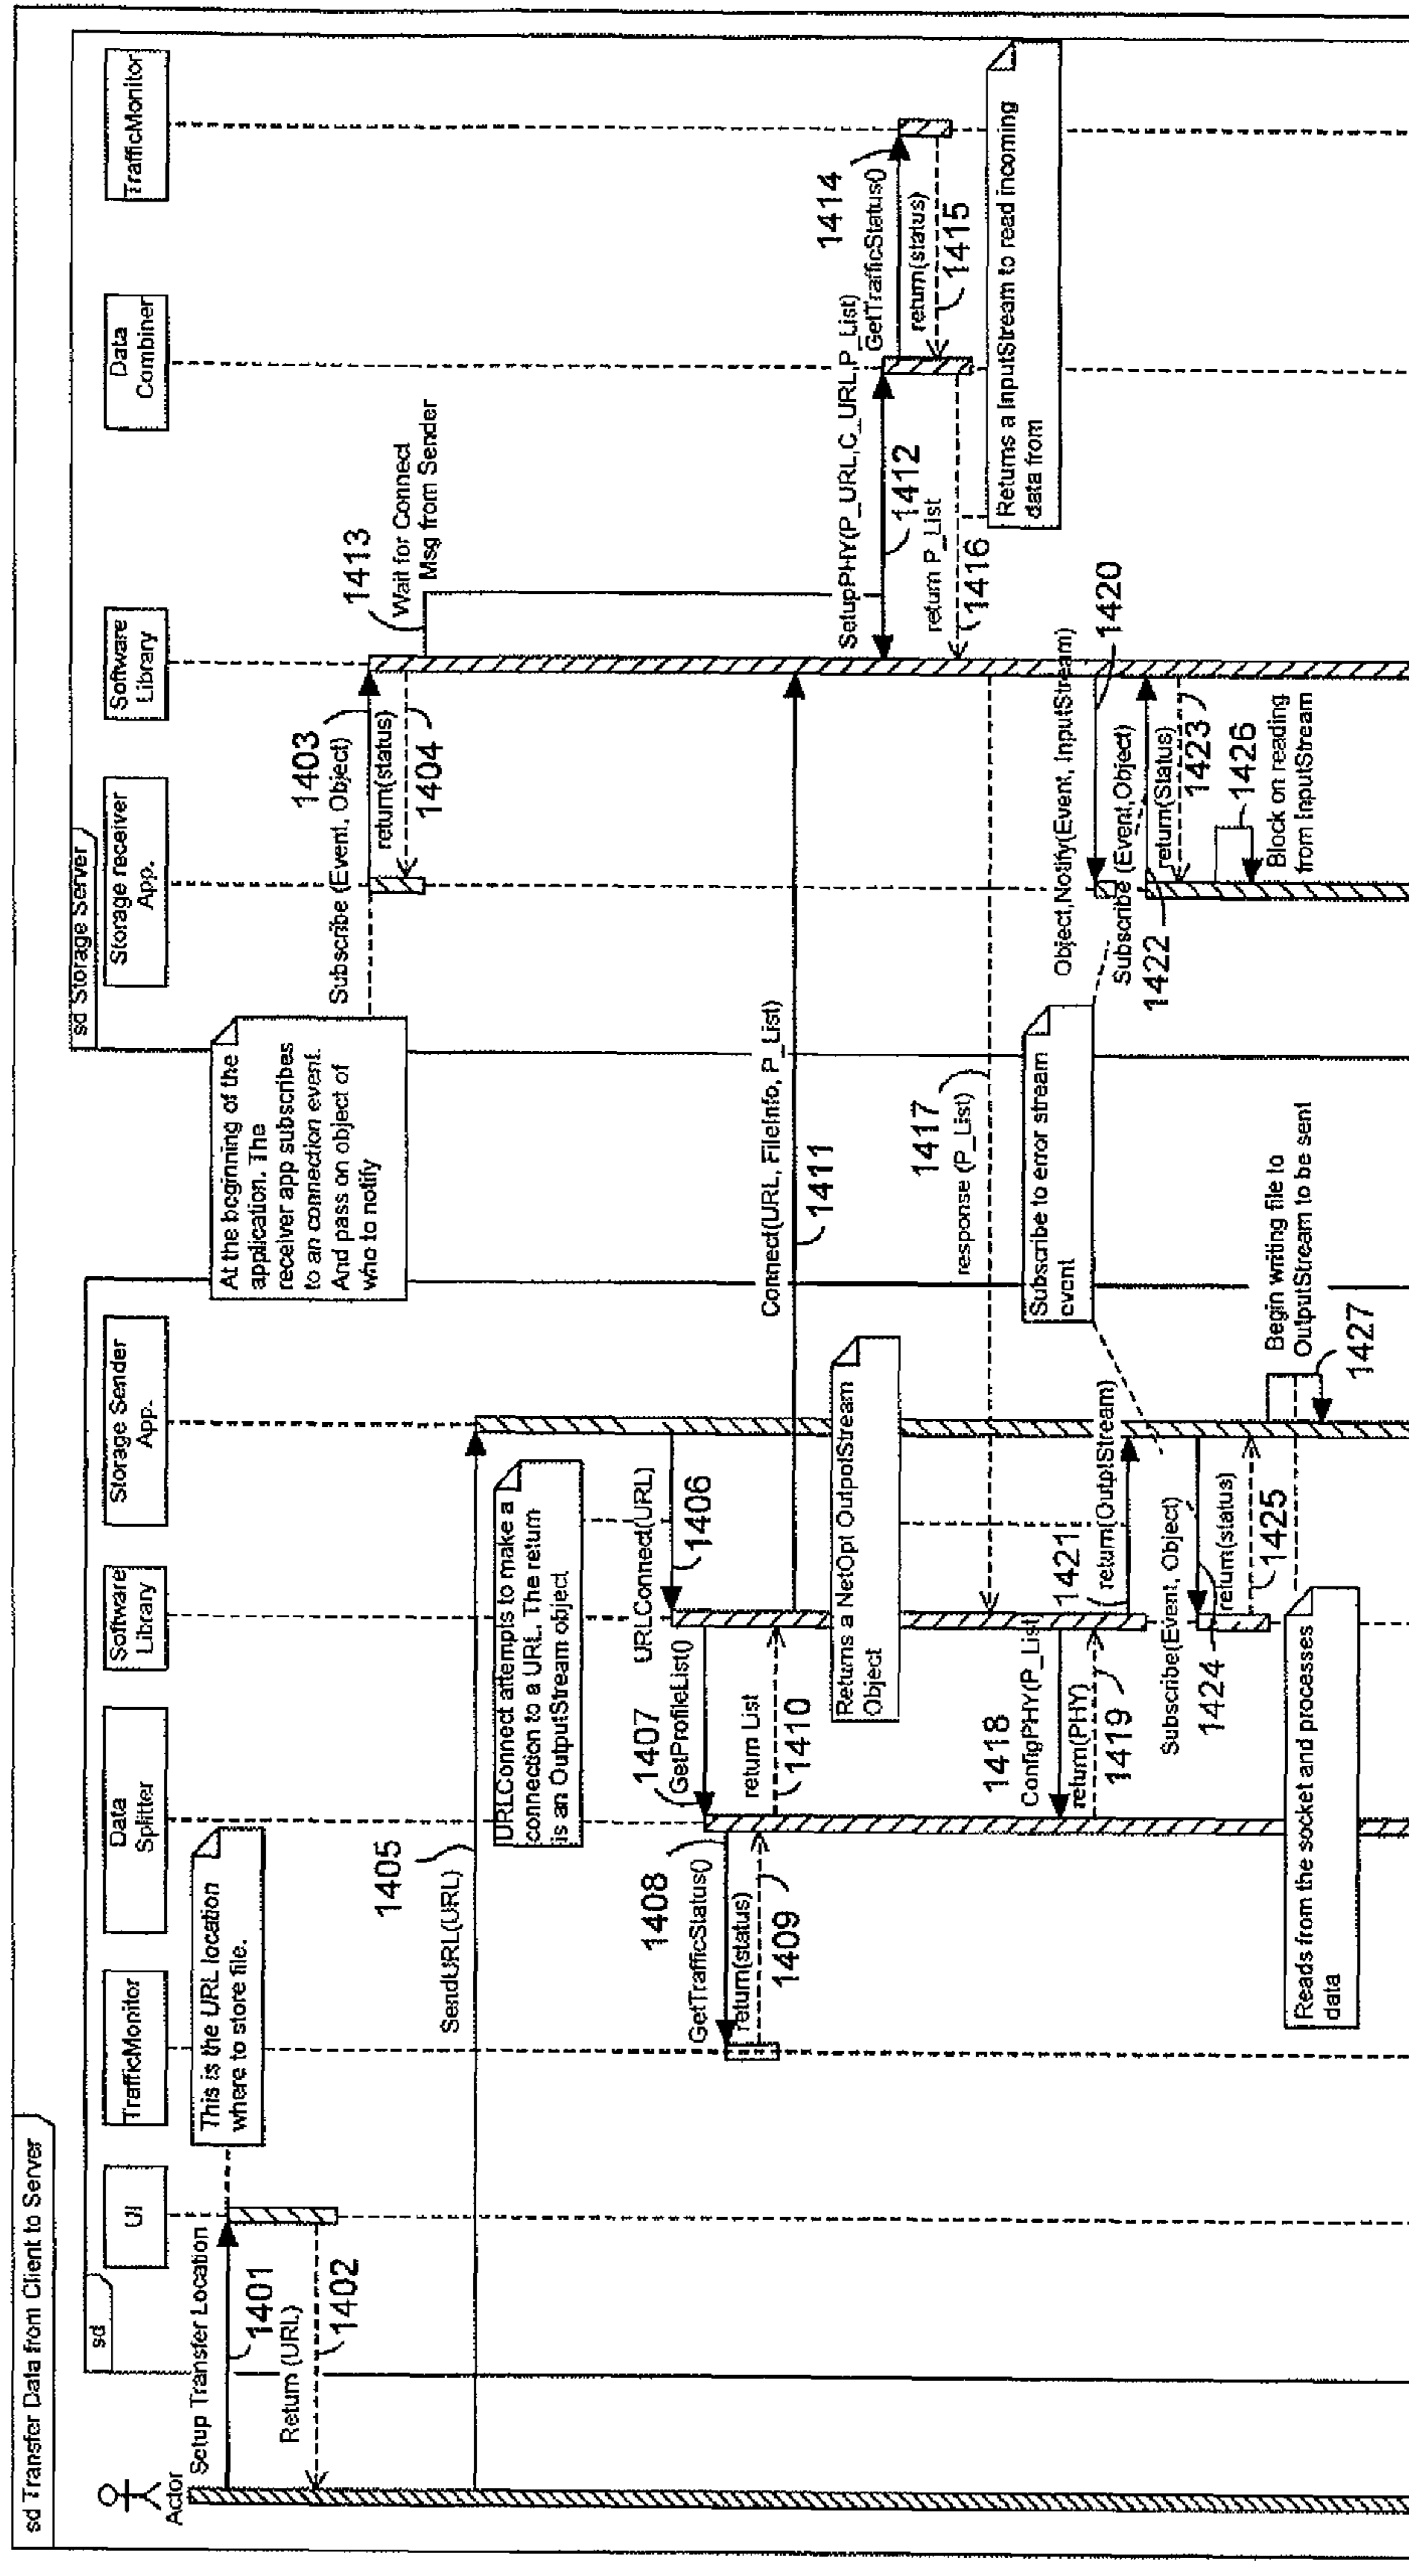 sd Transfer Data from Client to Server
sd
sd Storage Server
Actor
UI
TrafficMonitor
Data
Splitter
Software
Library
Storage Sender
App.
Storage receiver
App.
Software
Library
Data
Combiner
TrafficMonitor
Setup Transfer Location
1401
Return (URL)
1402
This is the URL location
where to store file.
At the beginning of the
application. The
receiver app subscribes
to an connection event.
And pass on object of
who to notify
1403
Subscribe (Event, Object)
return(status)
1404
1413
Wait for Connect
Msg from Sender
1405
SendURL(URL)
URLConnect attempts to make a
connection to a URL. The return
is an OutputStream object
URLConnect(URL)
1406
1407
GetProfileList()
1408
GetTrafficStatus()
return(status)
1409
return List
1410
Connect(URL, FileInfo, P_List)
1411
SetupPHY(P_URL,C_URL,P_List)
1412
1414
GetTrafficStatus()
return(status)
1415
return P_List
1416
Returns a InputStream to read incoming
data from
Returns a NetOpt OutpotStream
Object
1417
response (P_List)
1418
ConfigPHY(P_List
return(PHY)
1419
Subscribe to error stream
event
Object,Notify(Event, InputStream)
1420
1421
return(OutptStream)
Subscribe (Event,Object)
1422
return(Status)
1423
Subscribe(Event, Object)
1424
return(status)
1425
1426
Block on reading
from InputStream
Begin writing file to
OutputStream to be sent
1427
Reads from the socket and processes
data